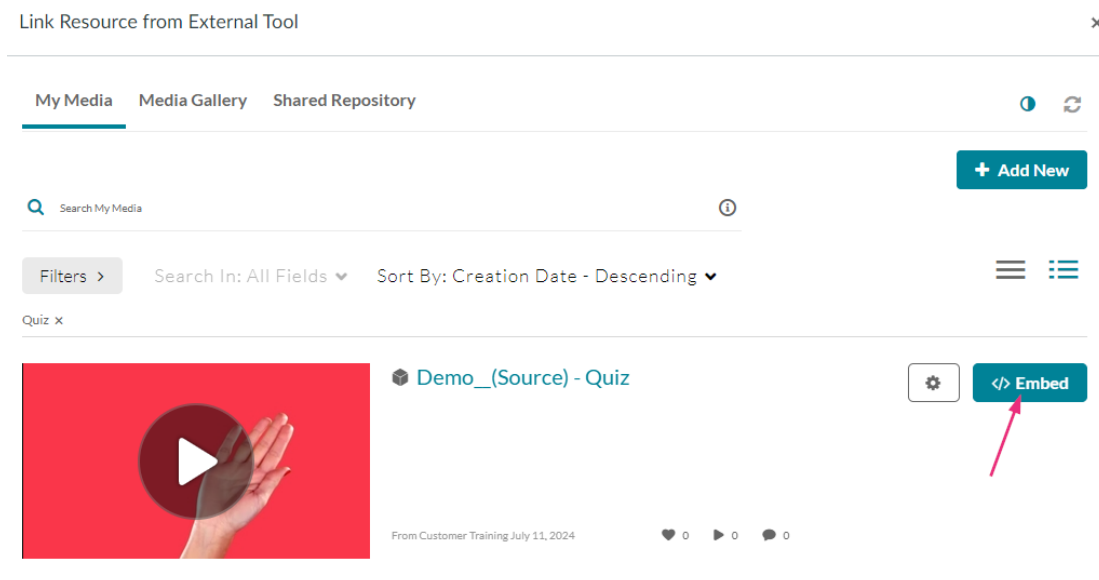 Link Resource from External Tool ×
My Media Media Gallery Shared Repository
+ Add New
Search My Media
Filters > Search In: All Fields Sort By: Creation Date - Descending
Quiz ×
Demo__(Source) - Quiz
</> Embed
From Customer Training July 11, 2024 0 0 0